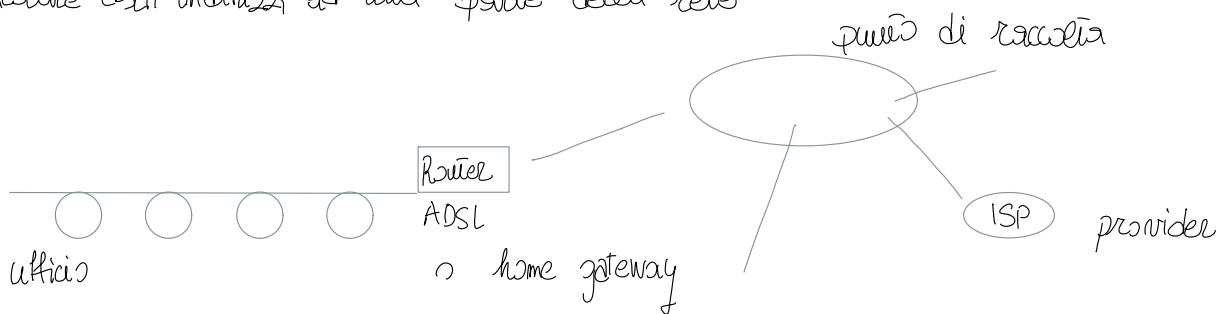 punto di raccolta
Router
ADSL
ISP
provider
ufficio
o home gateway